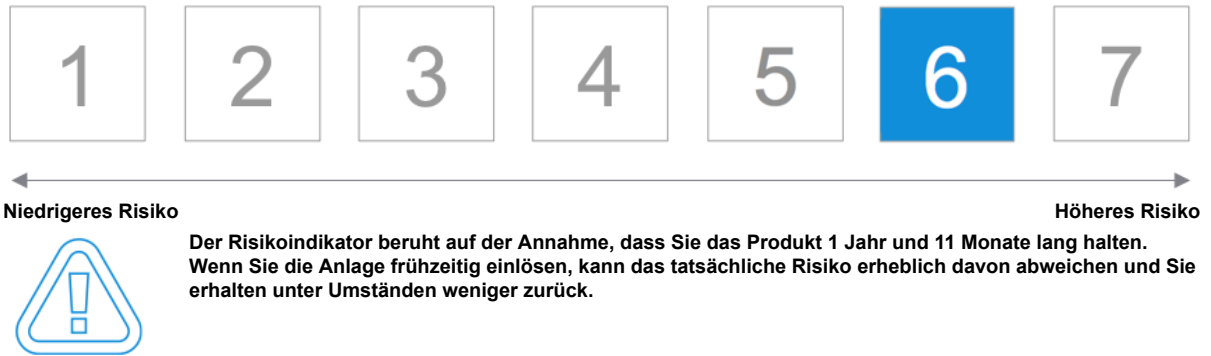 1 2 3 4 5 6 7
Niedrigeres Risiko Höheres Risiko
Der Risikoindikator beruht auf der Annahme, dass Sie das Produkt 1 Jahr und 11 Monate lang halten.
Wenn Sie die Anlage frühzeitig einlösen, kann das tatsächliche Risiko erheblich davon abweichen und Sie
erhalten unter Umständen weniger zurück.